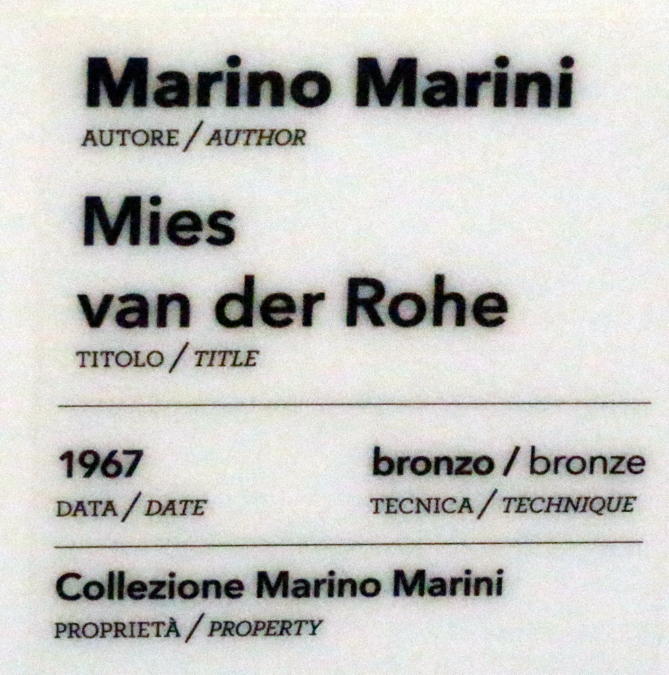 Marino Marini
AUTORE / AUTHOR
Mies
van der Rohe
TITOLO / TITLE
1967
DATA / DATE
bronzo / bronze
TECNICA / TECHNIQUE
Collezione Marino Marini
PROPRIETÀ / PROPERTY